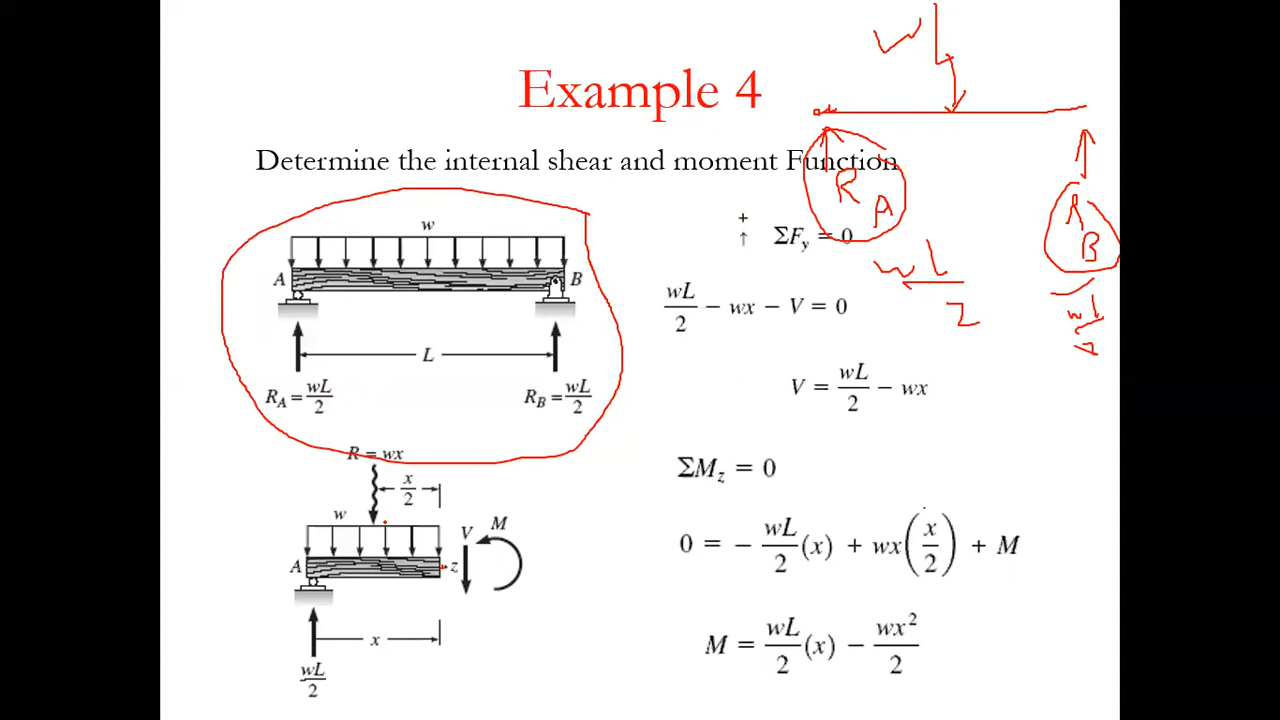 Example 4
Determine the internal shear and moment Function
w
A
B
L
R_A = wL/2
R_B = wL/2
R = wx
x/2
w
V
M
A
z
x
wL/2
+
↑ ΣF_y = 0
wL/2 − wx − V = 0
V = wL/2 − wx
ΣM_z = 0
0 = − wL/2 (x) + wx(x/2) + M
M = wL/2 (x) − wx²/2
w
R A
R B
wl/2